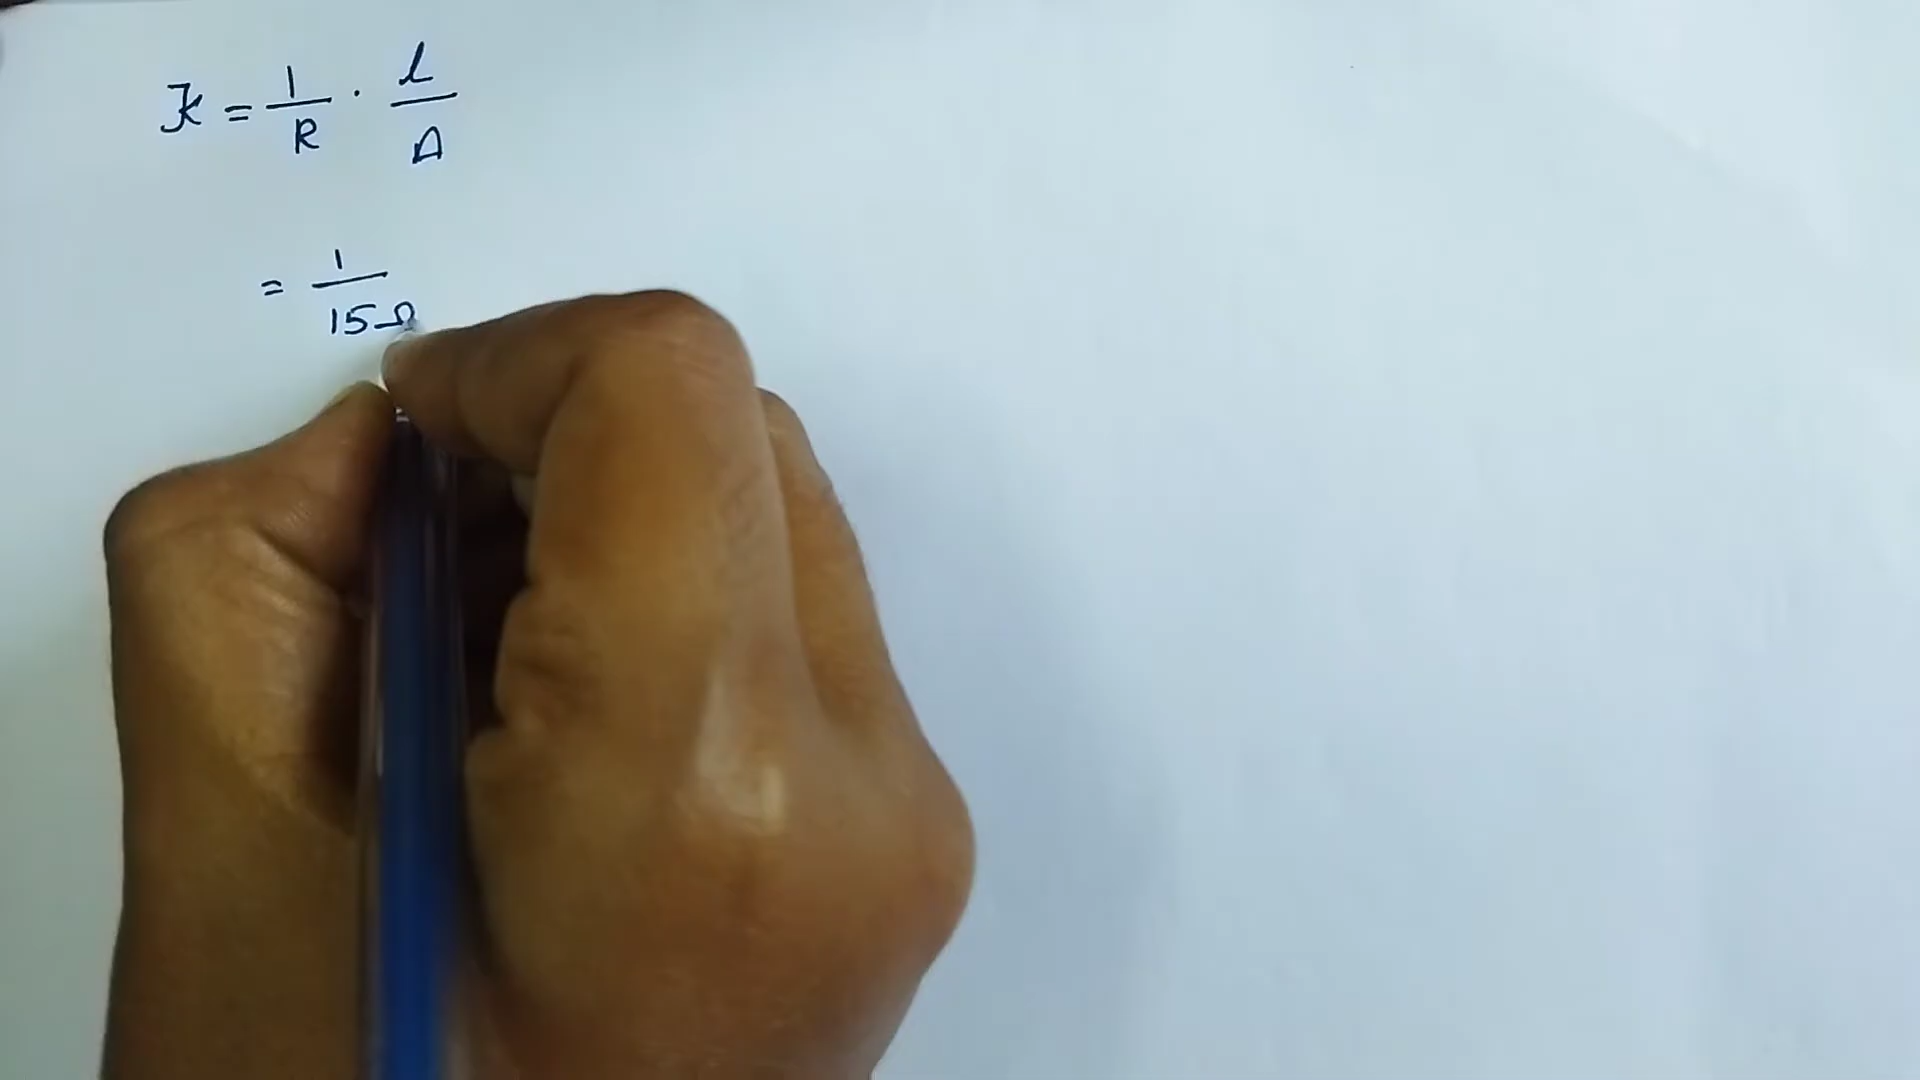 K = 1/R · l/A
= 1/15Ω